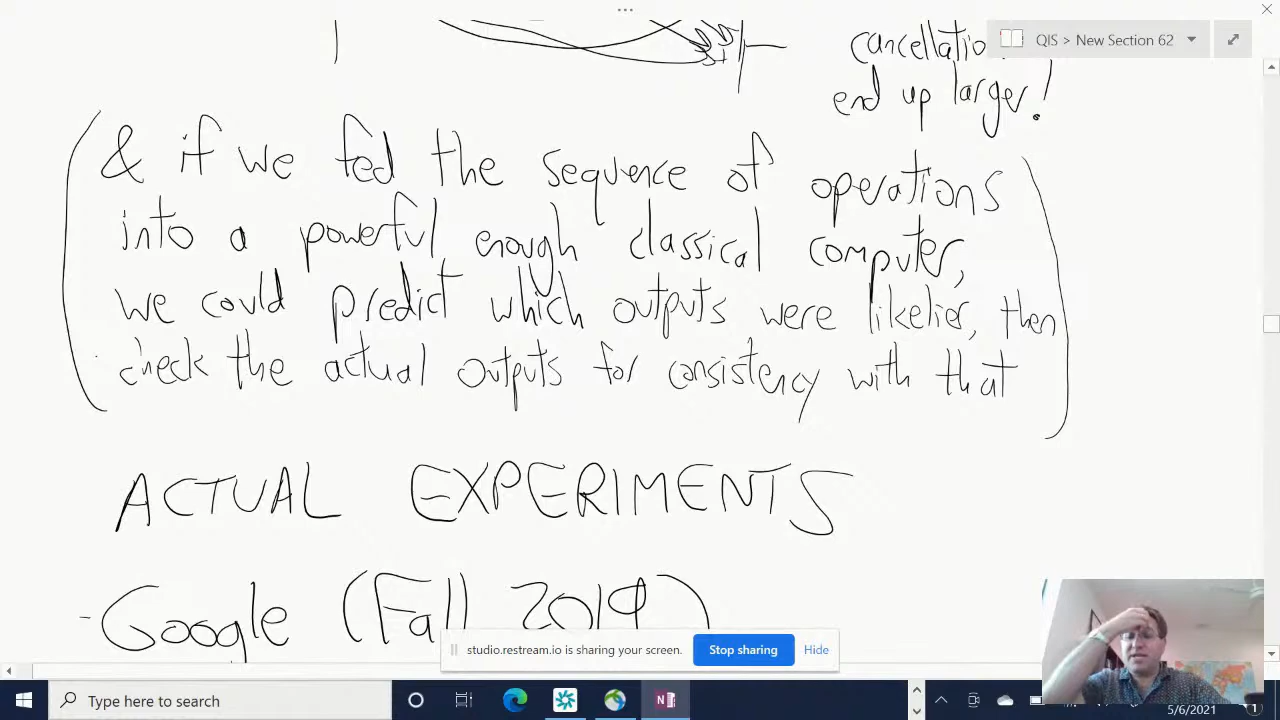 cancellatio
QIS > New Section 62
end up larger!
& if we fed the sequence of operations
into a powerful enough classical computer,
we could predict which outputs were likelier, then
check the actual outputs for consistency with that
ACTUAL EXPERIMENTS
- Google (Fall 2019)
studio.restream.io is sharing your screen.
Stop sharing
Hide
Type here to search
5/6/2021